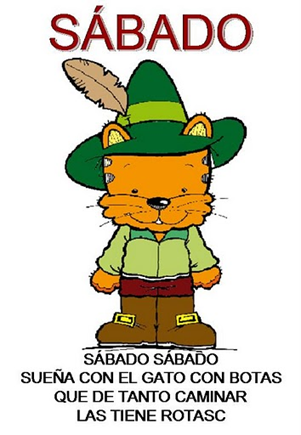 SÁBADO
SÁBADO SÁBADO
SUEÑA CON EL GATO CON BOTAS
QUE DE TANTO CAMINAR
LAS TIENE ROTASC